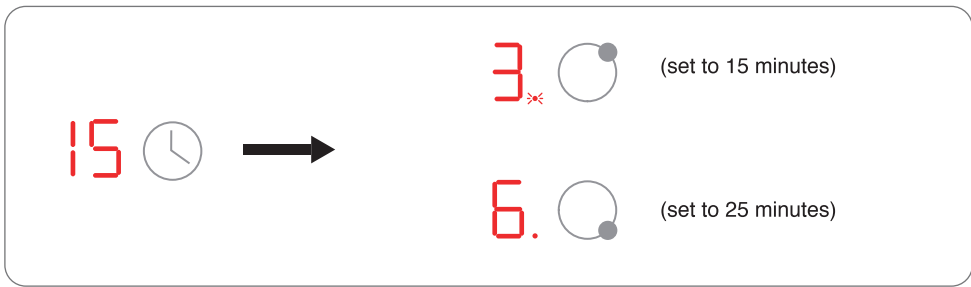 3.
(set to 15 minutes)
15
6.
(set to 25 minutes)